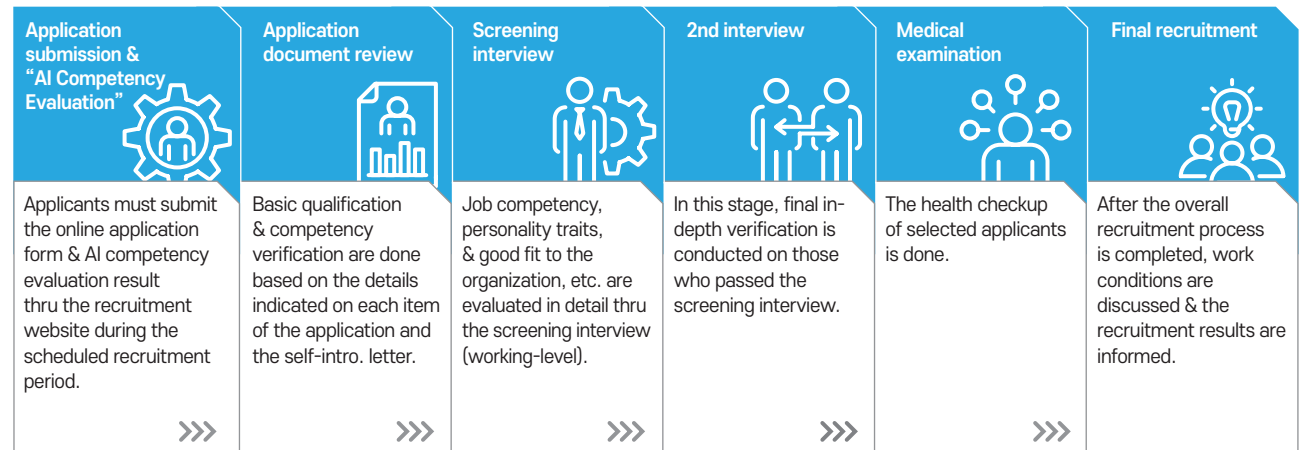 Application
submission &
“AI Competency
Evaluation”
Applicants must submit
the online application
form & AI competency
evaluation result
thru the recruitment
website during the
scheduled recruitment
period.
Application
document review
Basic qualification
& competency
verification are done
based on the details
indicated on each item
of the application and
the self-intro. letter.
Screening
interview
Job competency,
personality traits,
& good fit to the
organization, etc. are
evaluated in detail thru
the screening interview
(working-level).
2nd interview
In this stage, final in-
depth verification is
conducted on those
who passed the
screening interview.
Medical
examination
The health checkup
of selected applicants
is done.
Final recruitment
After the overall
recruitment process
is completed, work
conditions are
discussed & the
recruitment results are
informed.